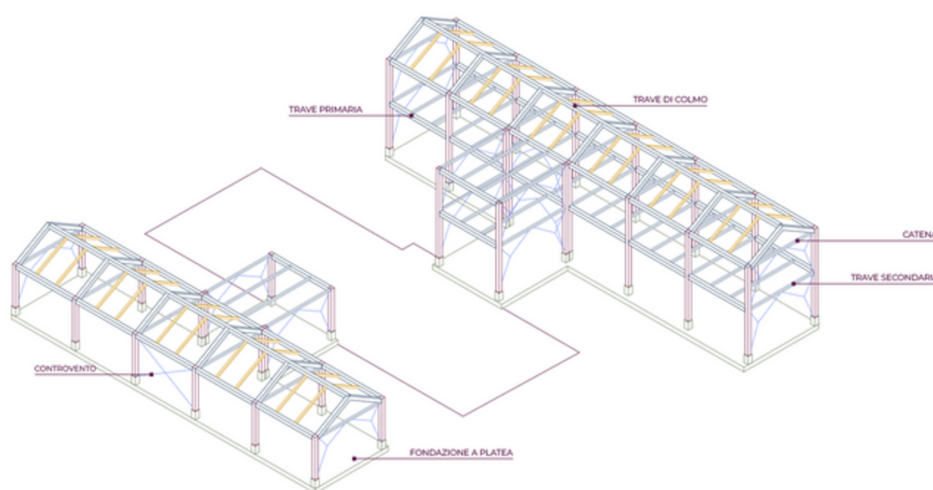 TRAVE DI COLMO
TRAVE PRIMARIA
CATENA
TRAVE SECONDARI
CONTROVENTO
FONDAZIONE A PLATEA